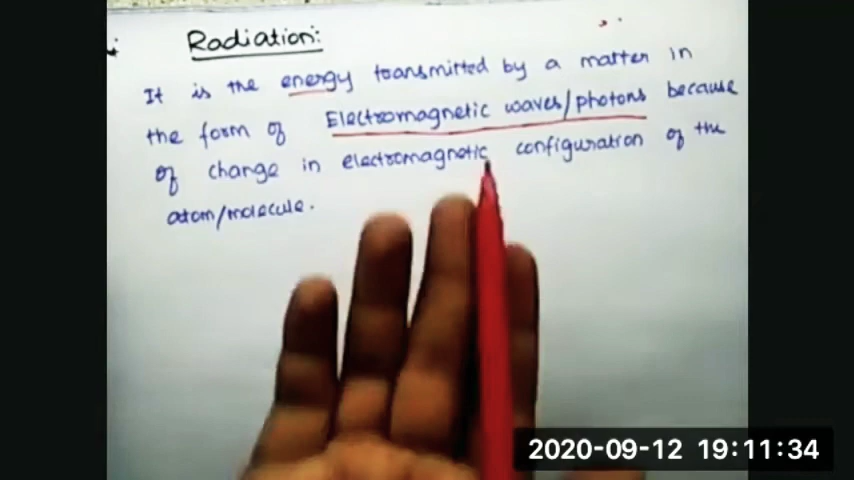 Radiation:
It is the energy transmitted by a matter in
the form of Electromagnetic waves/photons because
of change in electromagnetic configuration of the
atom/molecule.
2020-09-12 19:11:34